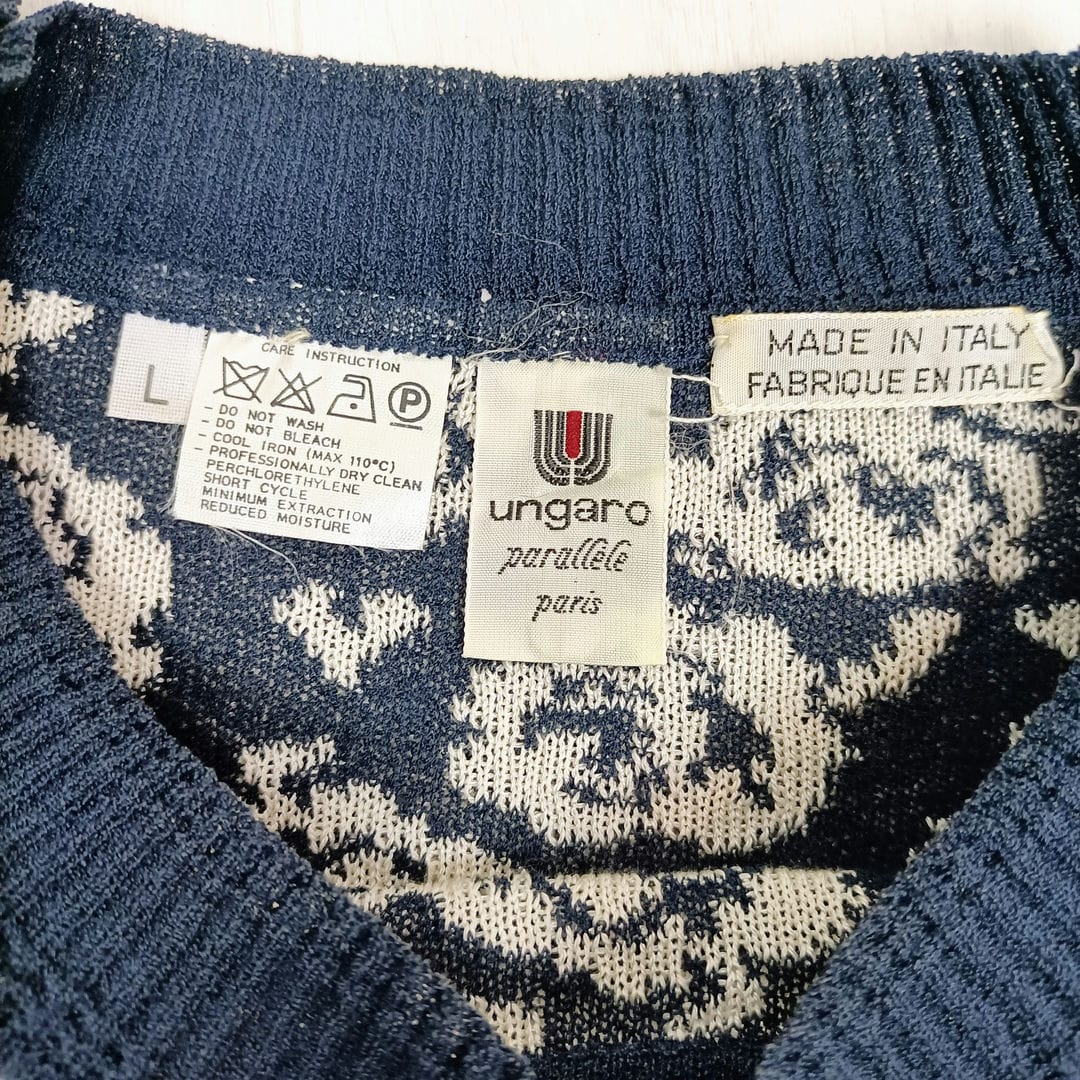 L
CARE INSTRUCTION
P
- DO NOT WASH
- DO NOT BLEACH
- COOL IRON (MAX 110°C)
- PROFESSIONALLY DRY CLEAN
PERCHLORETHYLENE
SHORT CYCLE
MINIMUM EXTRACTION
REDUCED MOISTURE
ungaro
parallèle
paris
MADE IN ITALY
FABRIQUE EN ITALIE